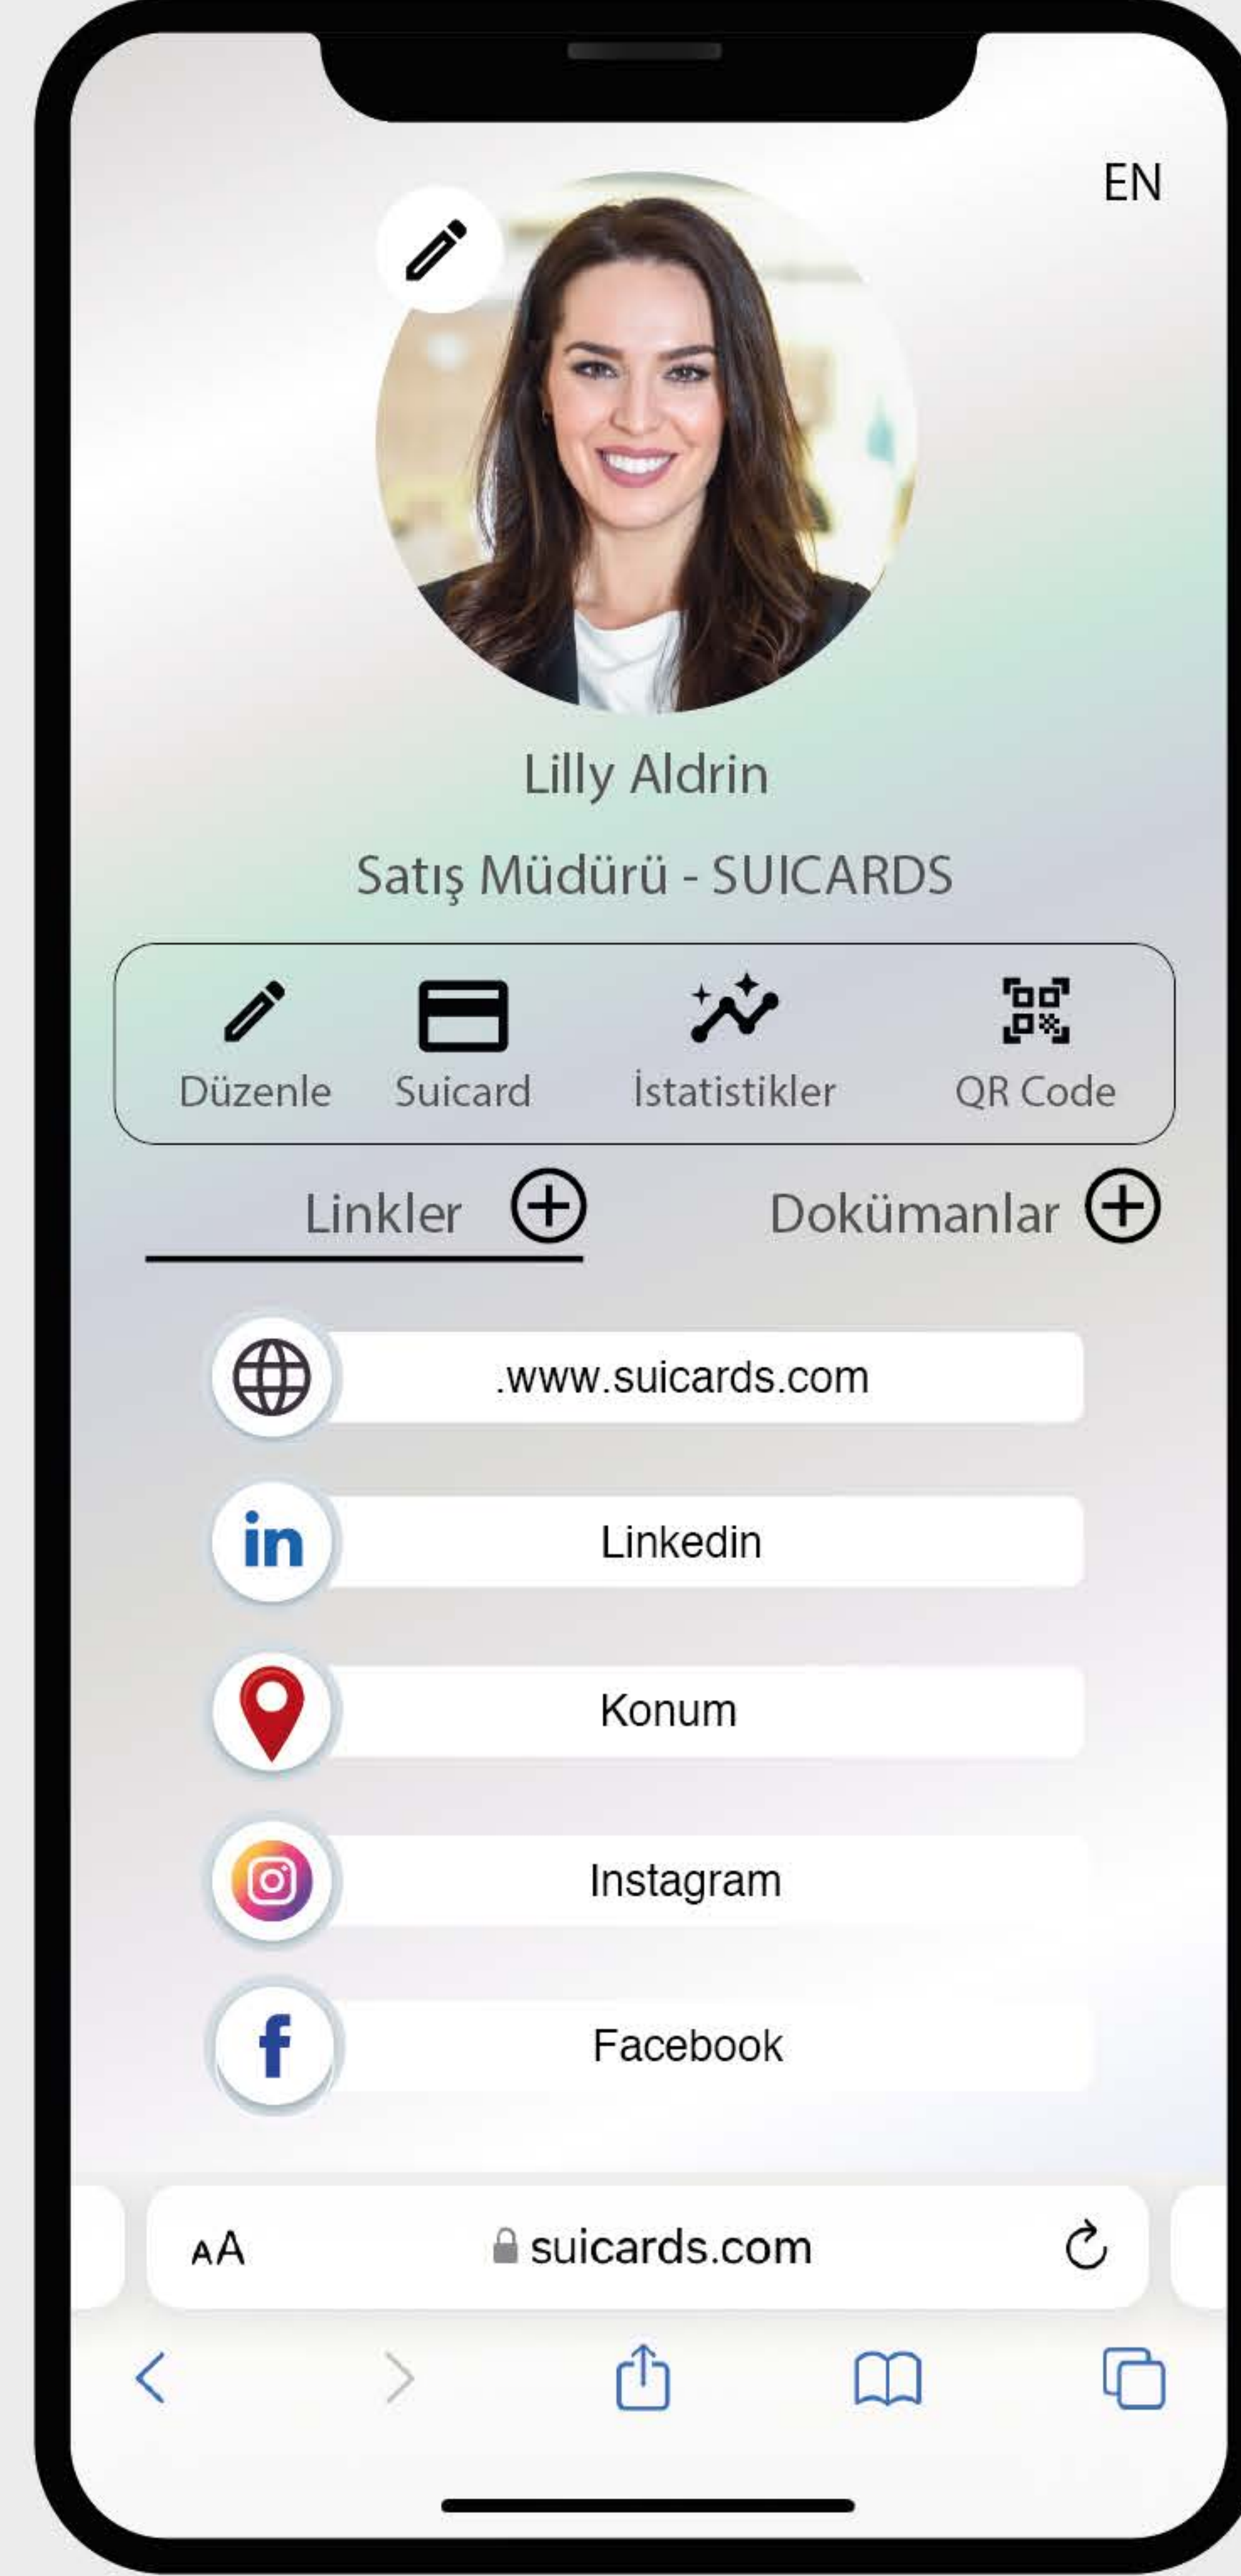 EN
Lilly Aldrin
Satış Müdürü - SUICARDS
Düzenle Suicard İstatistikler QR Code
Linkler Dokümanlar
.www.suicards.com
in Linkedin
Konum
Instagram
f Facebook
AA suicards.com